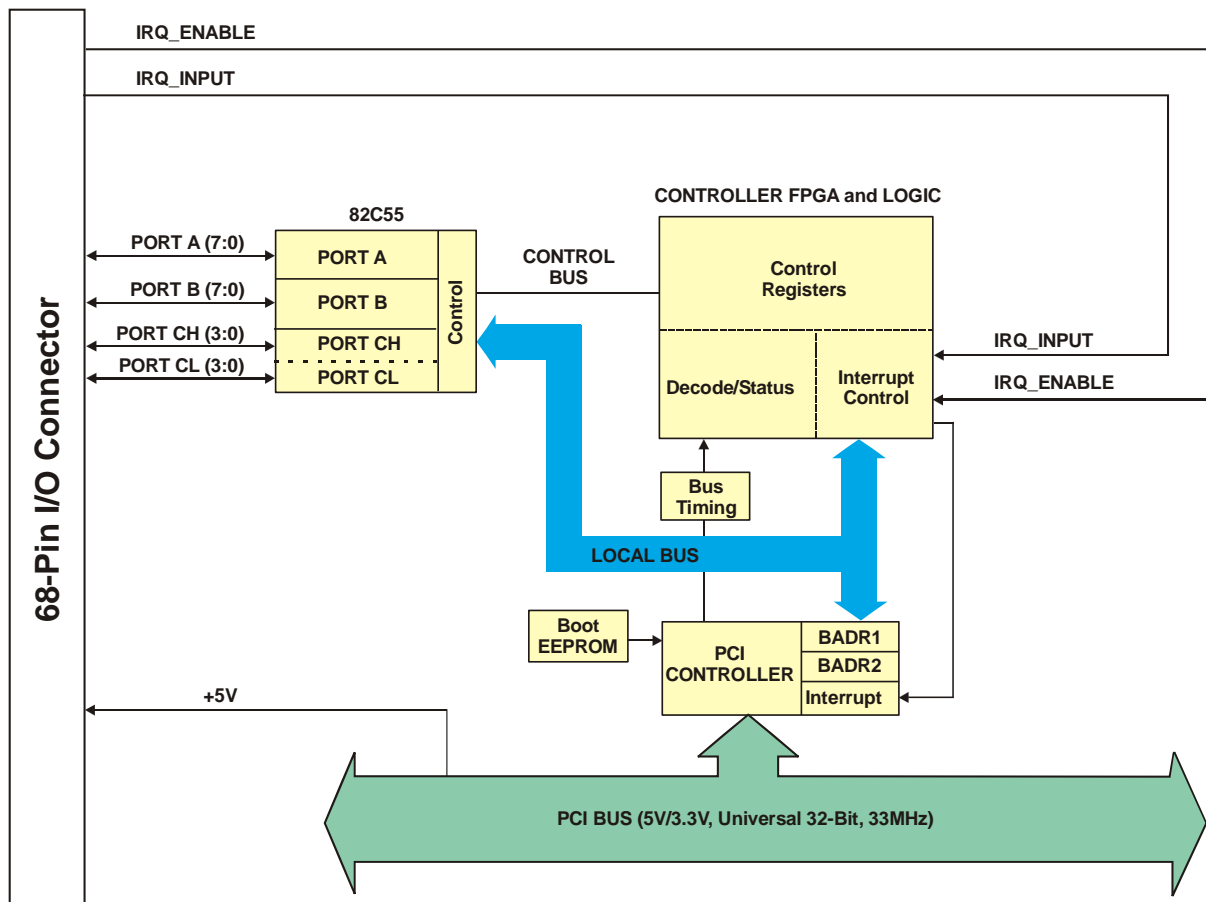 IRQ_ENABLE
IRQ_INPUT
CONTROLLER FPGA and LOGIC
82C55
PORT A (7:0)
PORT A
PORT B (7:0)
PORT B
PORT CH (3:0)
PORT CH
PORT CL (3:0)
PORT CL
Control
CONTROL
BUS
Control
Registers
Decode/Status
Interrupt
Control
IRQ_INPUT
IRQ_ENABLE
68-Pin I/O Connector
Bus
Timing
LOCAL BUS
Boot
EEPROM
PCI
CONTROLLER
BADR1
BADR2
Interrupt
+5V
PCI BUS (5V/3.3V, Universal 32-Bit, 33MHz)